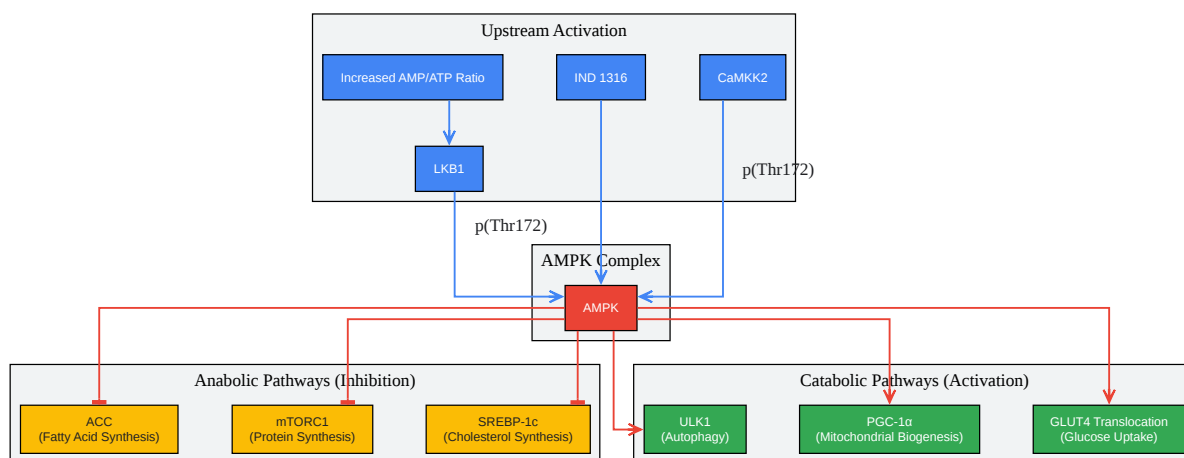 Upstream Activation
Increased AMP/ATP Ratio
IND 1316
CaMKK2
LKB1
p(Thr172)
p(Thr172)
AMPK Complex
AMPK
Anabolic Pathways (Inhibition)
Catabolic Pathways (Activation)
ACC
(Fatty Acid Synthesis)
mTORC1
(Protein Synthesis)
SREBP-1c
(Cholesterol Synthesis)
ULK1
(Autophagy)
PGC-1α
(Mitochondrial Biogenesis)
GLUT4 Translocation
(Glucose Uptake)